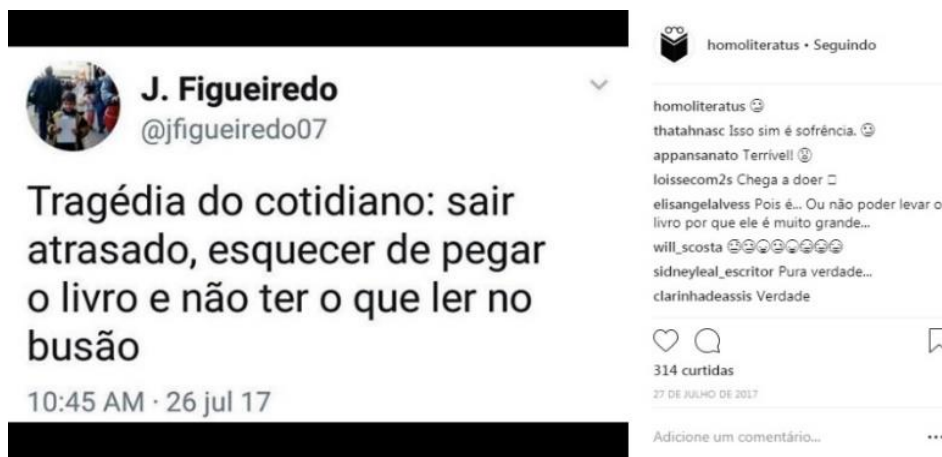 J. Figueiredo
@jfigueiredo07
Tragédia do cotidiano: sair
atrasado, esquecer de pegar
o livro e não ter o que ler no
busão
10:45 AM · 26 jul 17
homoliteratus • Seguindo
homoliteratus
thatahnasc Isso sim é sofrência.
appansanato Terrível!
loissecom2s Chega a doer
elisangelalvess Pois é... Ou não poder levar o
livro por que ele é muito grande...
will_scosta
sidneyleal_escritor Pura verdade...
clarinhadeassis Verdade
314 curtidas
27 DE JULHO DE 2017
Adicione um comentário...